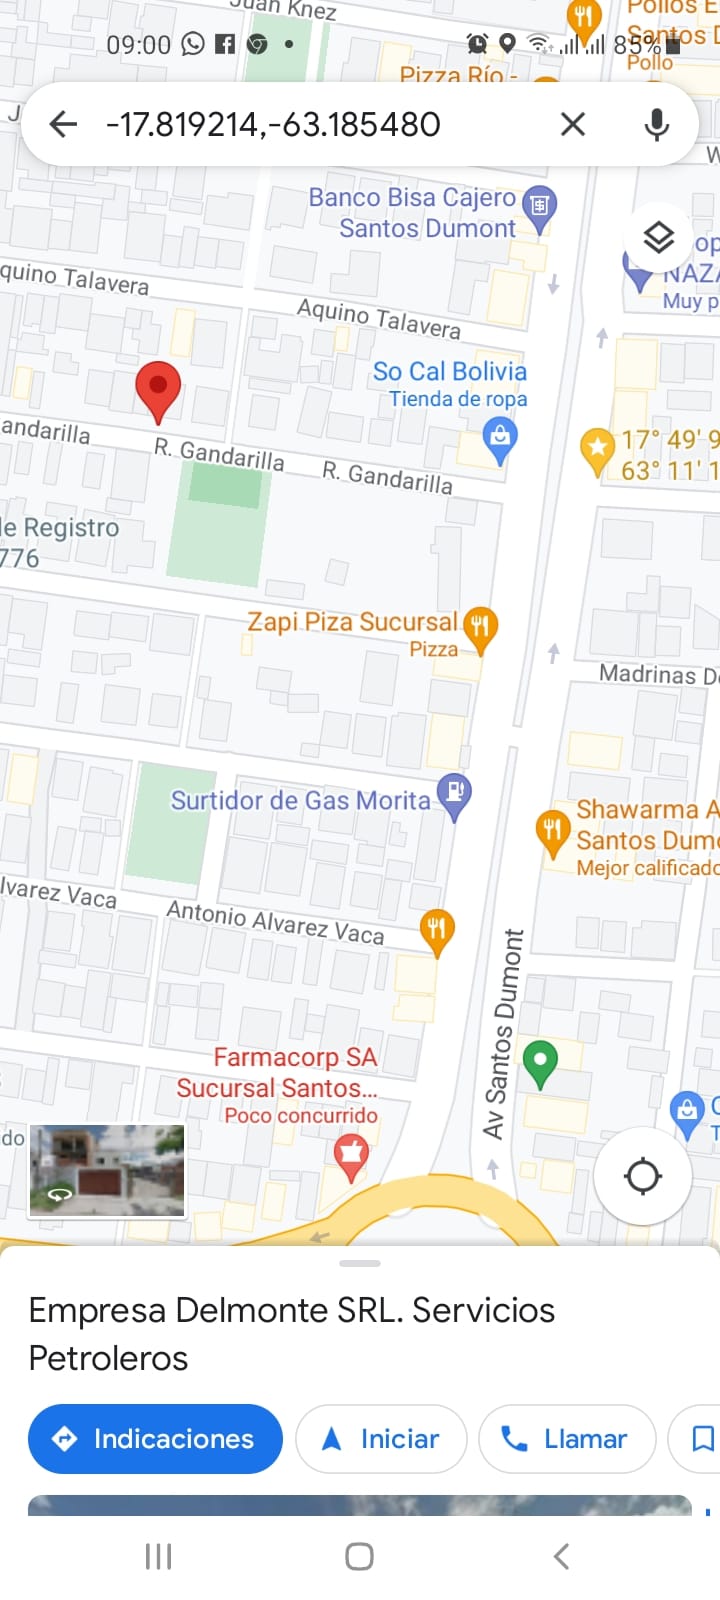 Juan Knez
Pollos E
09:00
85%
Santos D
Pollo
Pizza Río -
-17.819214,-63.185480
Banco Bisa Cajero
Santos Dumont
NAZA
Muy p
quino Talavera
Aquino Talavera
So Cal Bolivia
Tienda de ropa
andarilla
R. Gandarilla
R. Gandarilla
17° 49' 9
63° 11' 1
le Registro
776
Zapi Piza Sucursal
Pizza
Madrinas De
Surtidor de Gas Morita
Shawarma A
Santos Dumo
Mejor calificado
lvarez Vaca
Antonio Alvarez Vaca
Av Santos Dumont
Farmacorp SA
Sucursal Santos...
Poco concurrido
do
Empresa Delmonte SRL. Servicios
Petroleros
Indicaciones
Iniciar
Llamar